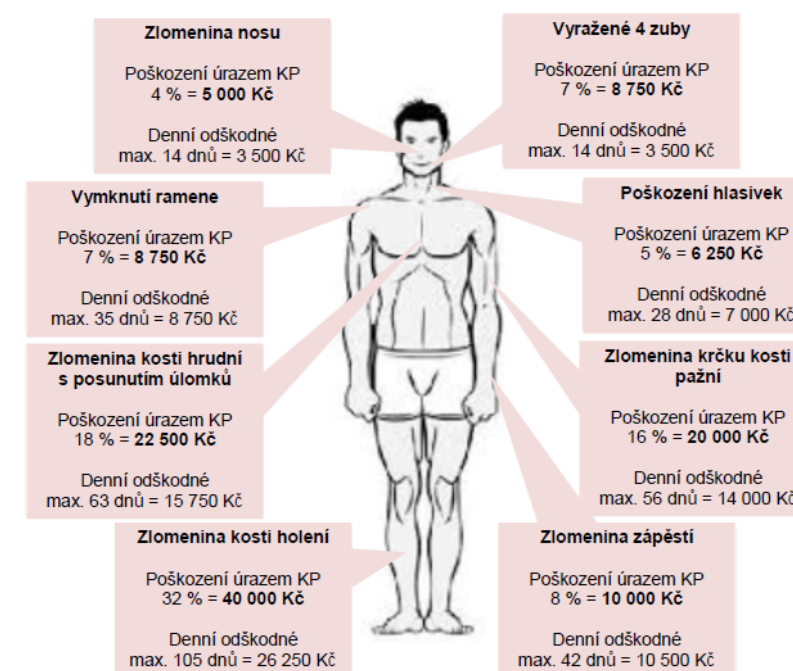 Zlomenina nosu
Poškození úrazem KP
4 % = 5 000 Kč
Denní odškodné
max. 14 dnů = 3 500 Kč
Vyražené 4 zuby
Poškození úrazem KP
7 % = 8 750 Kč
Denní odškodné
max. 14 dnů = 3 500 Kč
Vymknutí ramene
Poškození úrazem KP
7 % = 8 750 Kč
Denní odškodné
max. 35 dnů = 8 750 Kč
Poškození hlasivek
Poškození úrazem KP
5 % = 6 250 Kč
Denní odškodné
max. 28 dnů = 7 000 Kč
Zlomenina kosti hrudní
s posunutím úlomků
Poškození úrazem KP
18 % = 22 500 Kč
Denní odškodné
max. 63 dnů = 15 750 Kč
Zlomenina krčku kosti
pažní
Poškození úrazem KP
16 % = 20 000 Kč
Denní odškodné
max. 56 dnů = 14 000 Kč
Zlomenina kosti holení
Poškození úrazem KP
32 % = 40 000 Kč
Denní odškodné
max. 105 dnů = 26 250 Kč
Zlomenina zápěstí
Poškození úrazem KP
8 % = 10 000 Kč
Denní odškodné
max. 42 dnů = 10 500 Kč